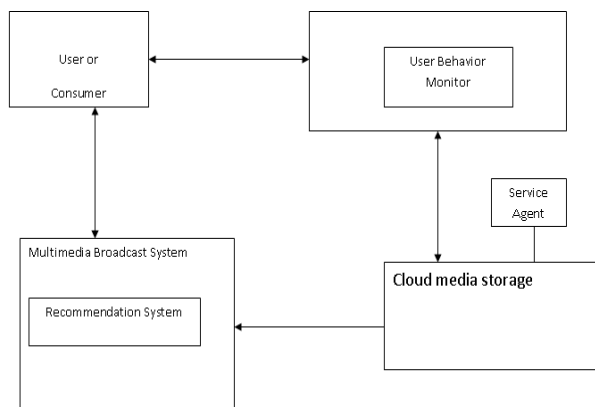 User or
Consumer
User Behavior
Monitor
Service
Agent
Multimedia Broadcast System
Recommendation System
Cloud media storage